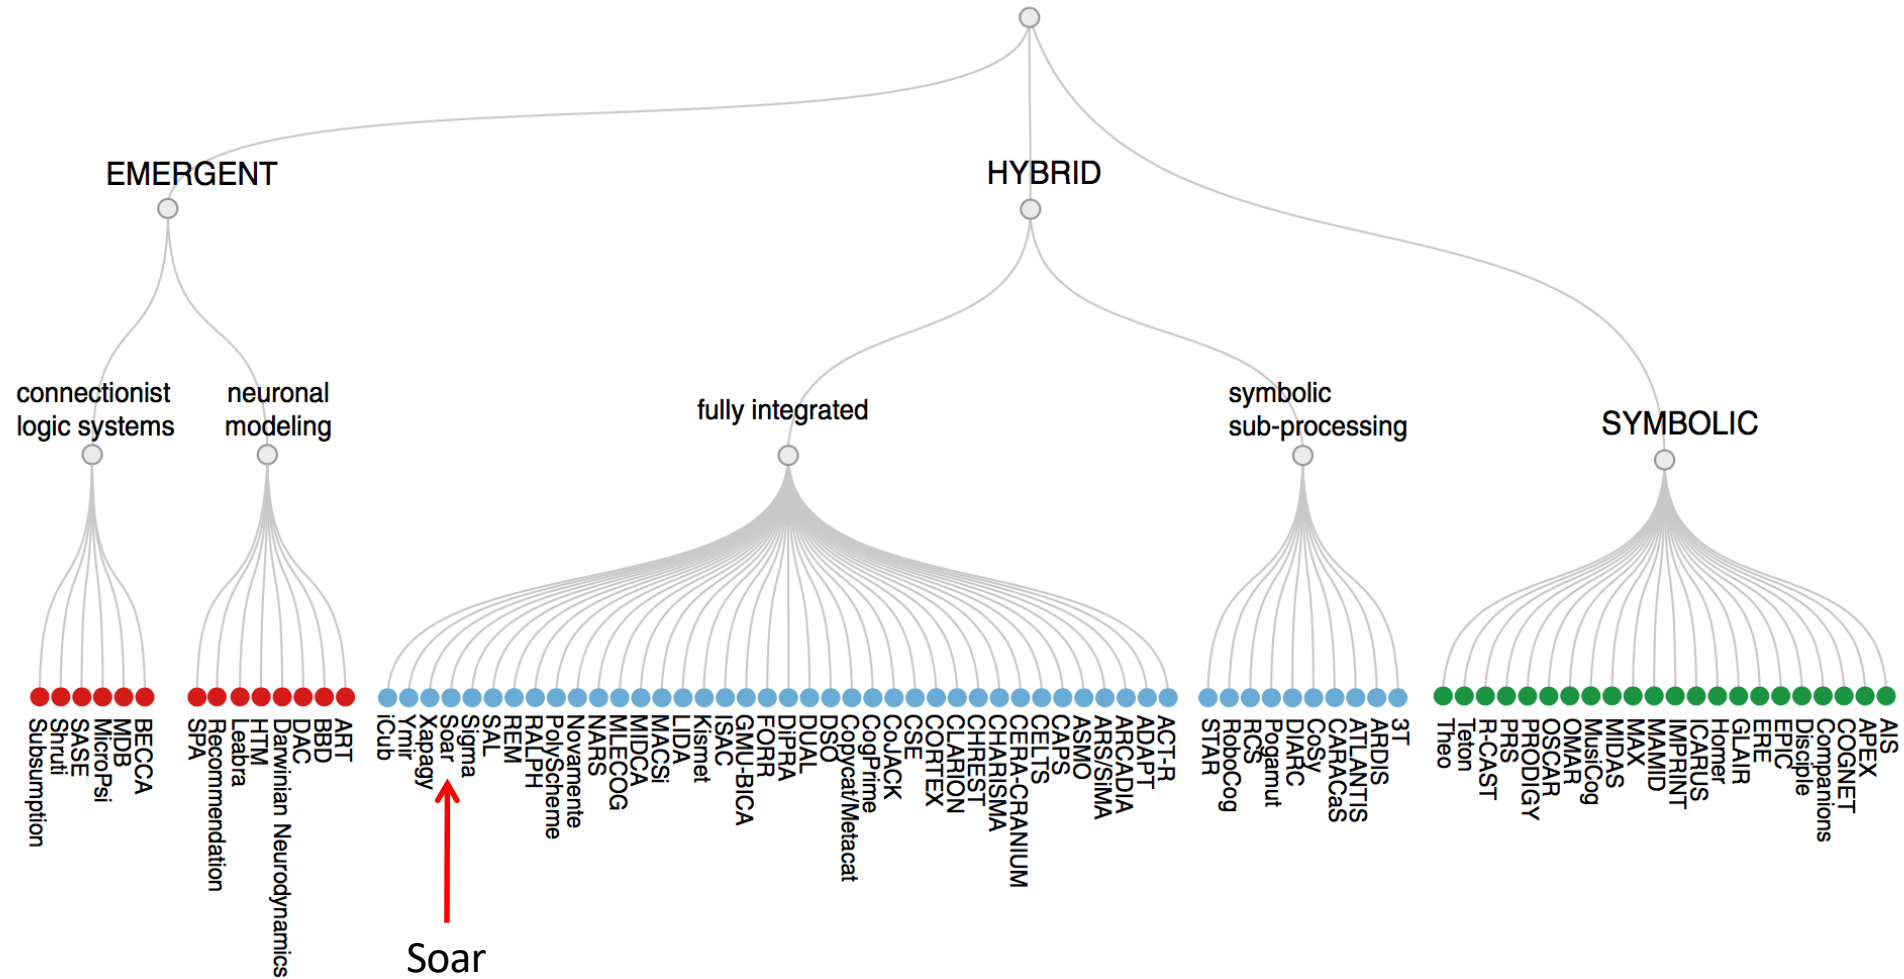 EMERGENT
HYBRID
connectionist
logic systems
neuronal
modeling
fully integrated
symbolic
sub-processing
SYMBOLIC
Subsumption
Shruti
SASE
MicroPsi
MDB
BECCA
SPA
Recommendation
Leabra
HTM
Darwinian Neurodynamics
DAC
BBD
ART
iCub
Ymir
Xapagy
Soar
Sigma
SAL
REM
RALPH
PolyScheme
Novamente
NARS
MLECOG
MIDCA
MACSi
LIDA
Kismet
ISAC
GMU-BICA
FORR
DiPRA
DUAL
DSO
Copycat/Metacat
CogPrime
CoJACK
CSE
CORTEX
CLARION
CHREST
CHARISMA
CERA-CRANIUM
CELTS
CAPS
ASMO
ARS/SiMA
ARCADIA
ADAPT
ACT-R
STAR
RoboCog
RCS
Pogamut
DIARC
CoSy
CARACaS
ATLANTIS
ARDIS
3T
Theo
Teton
R-CAST
PRS
PRODIGY
OSCAR
OMAR
MusiCog
MIDAS
MAX
MAMID
IMPRINT
ICARUS
Homer
GLAIR
ERE
EPIC
Disciple
Companions
COGNET
APEX
AIS
Soar